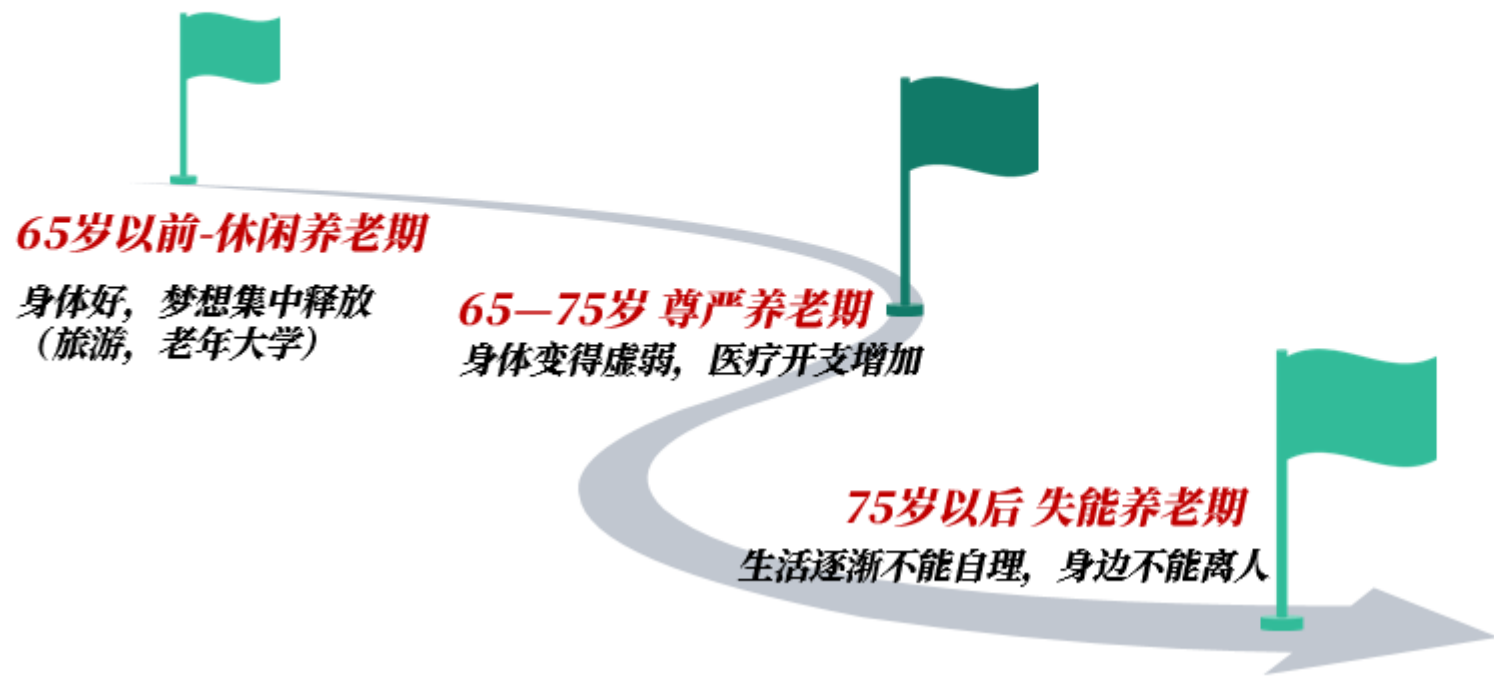 65岁以前-休闲养老期
身体好，梦想集中释放
（旅游，老年大学）
65—75岁 尊严养老期
身体变得虚弱，医疗开支增加
75岁以后 失能养老期
生活逐渐不能自理，身边不能离人